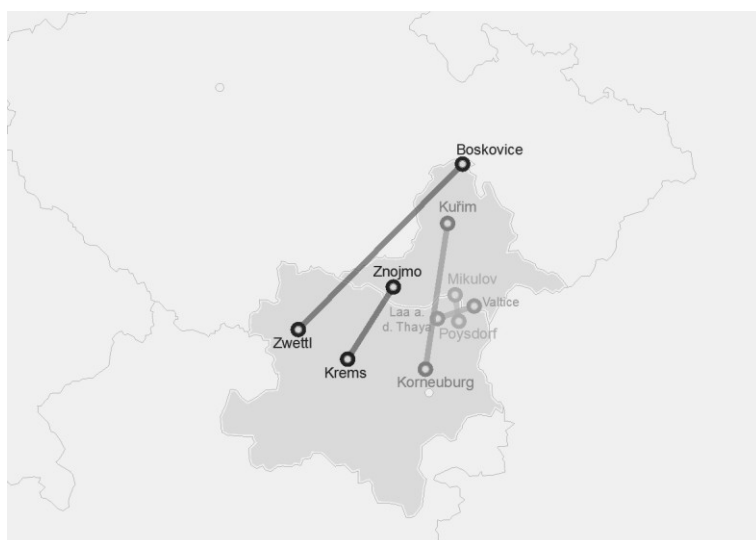 Boskovice
Kuřim
Znojmo
Mikulov
Valtice
Laa a.
d. Thaya
Poysdorf
Zwettl
Krems
Korneuburg